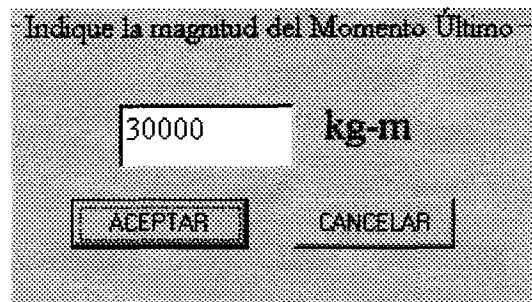 Indique la magnitud del Momento Último
30000 kg-m
ACEPTAR CANCELAR